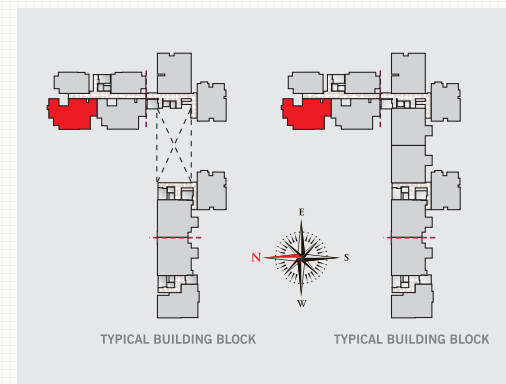 E
N S
W
TYPICAL BUILDING BLOCK
TYPICAL BUILDING BLOCK